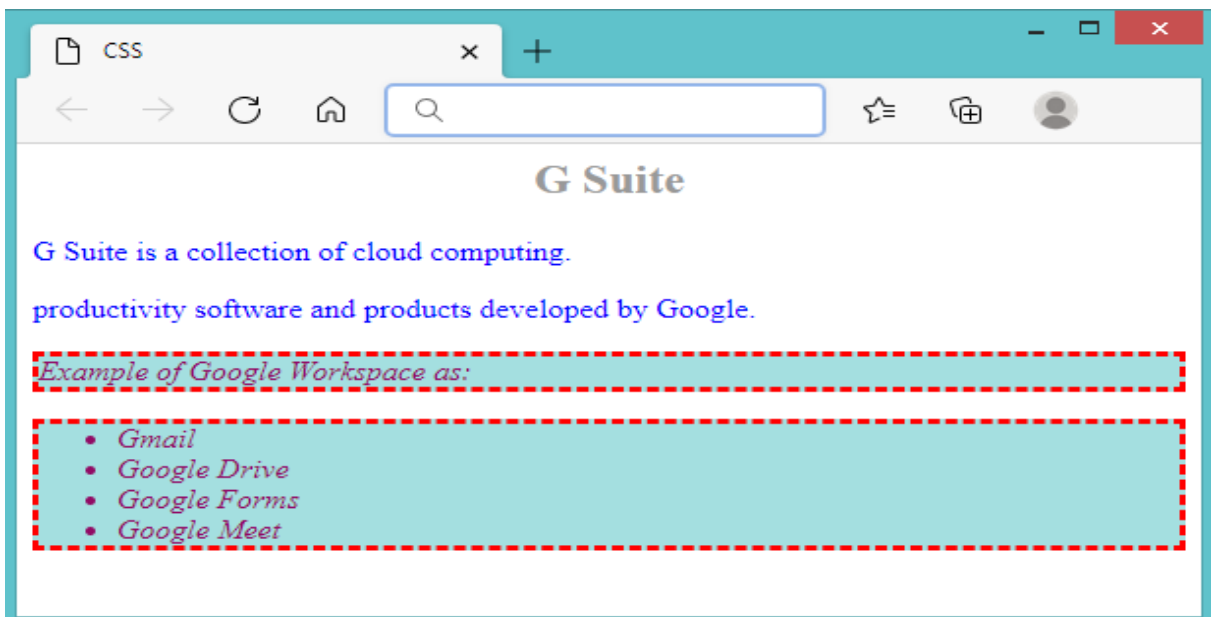 CSS
G Suite
G Suite is a collection of cloud computing.
productivity software and products developed by Google.
Example of Google Workspace as:
• Gmail
• Google Drive
• Google Forms
• Google Meet